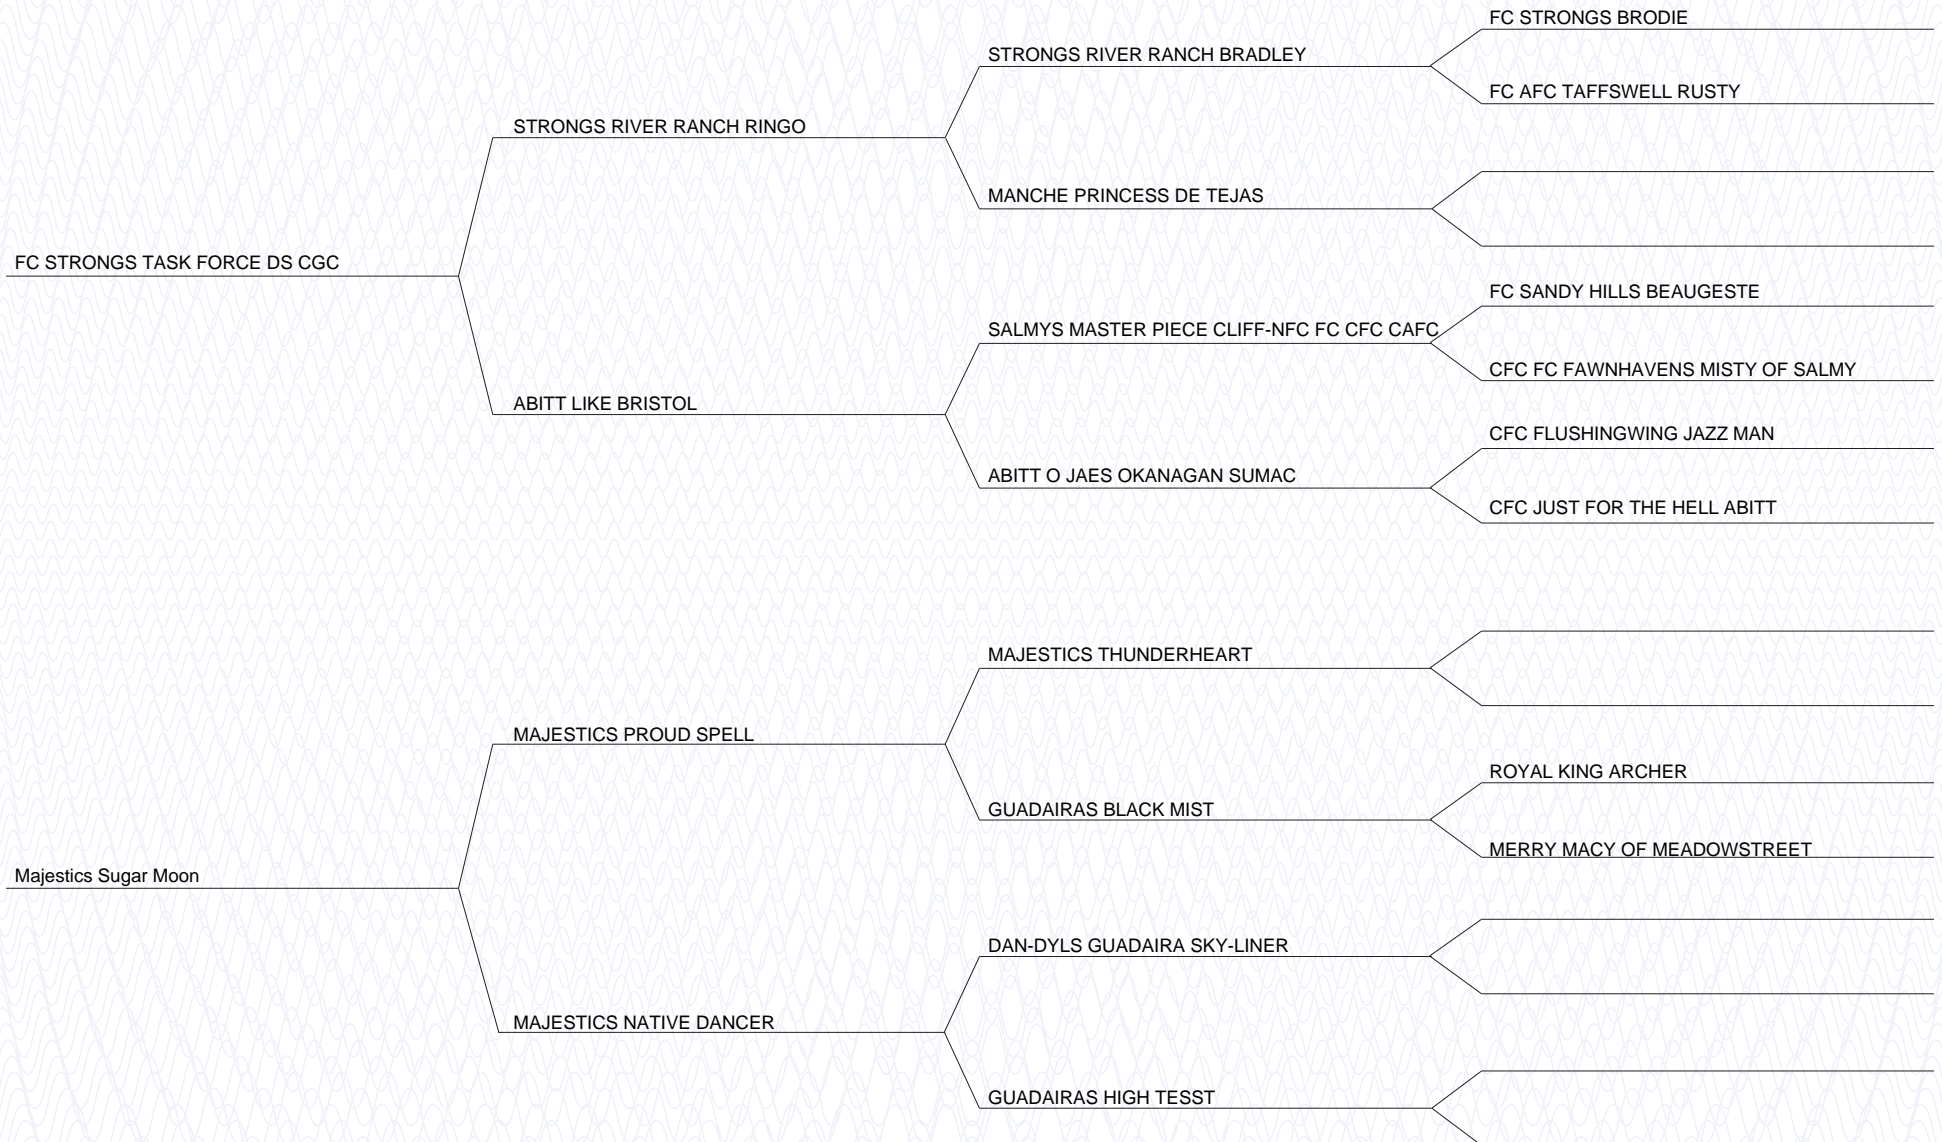 FC STRONGS BRODIE
STRONGS RIVER RANCH BRADLEY
FC AFC TAFFSWELL RUSTY
STRONGS RIVER RANCH RINGO
MANCHE PRINCESS DE TEJAS
FC STRONGS TASK FORCE DS CGC
FC SANDY HILLS BEAUGESTE
SALMYS MASTER PIECE CLIFF-NFC FC CFC CAFC
CFC FC FAWNHAVENS MISTY OF SALMY
ABITT LIKE BRISTOL
CFC FLUSHINGWING JAZZ MAN
ABITT O JAES OKANAGAN SUMAC
CFC JUST FOR THE HELL ABITT
MAJESTICS THUNDERHEART
MAJESTICS PROUD SPELL
ROYAL KING ARCHER
GUADAIRAS BLACK MIST
MERRY MACY OF MEADOWSTREET
Majestics Sugar Moon
DAN-DYLS GUADAIRA SKY-LINER
MAJESTICS NATIVE DANCER
GUADAIRAS HIGH TESST